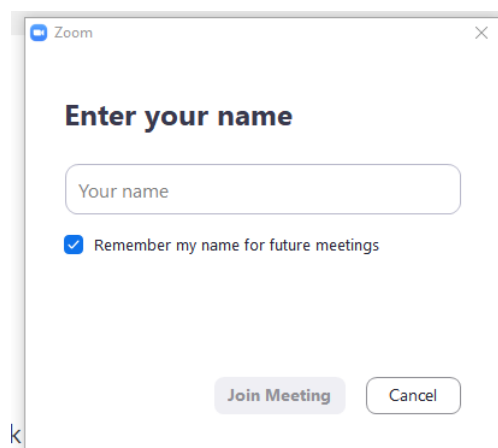 Zoom
Enter your name
Your name
Remember my name for future meetings
Join Meeting Cancel
k